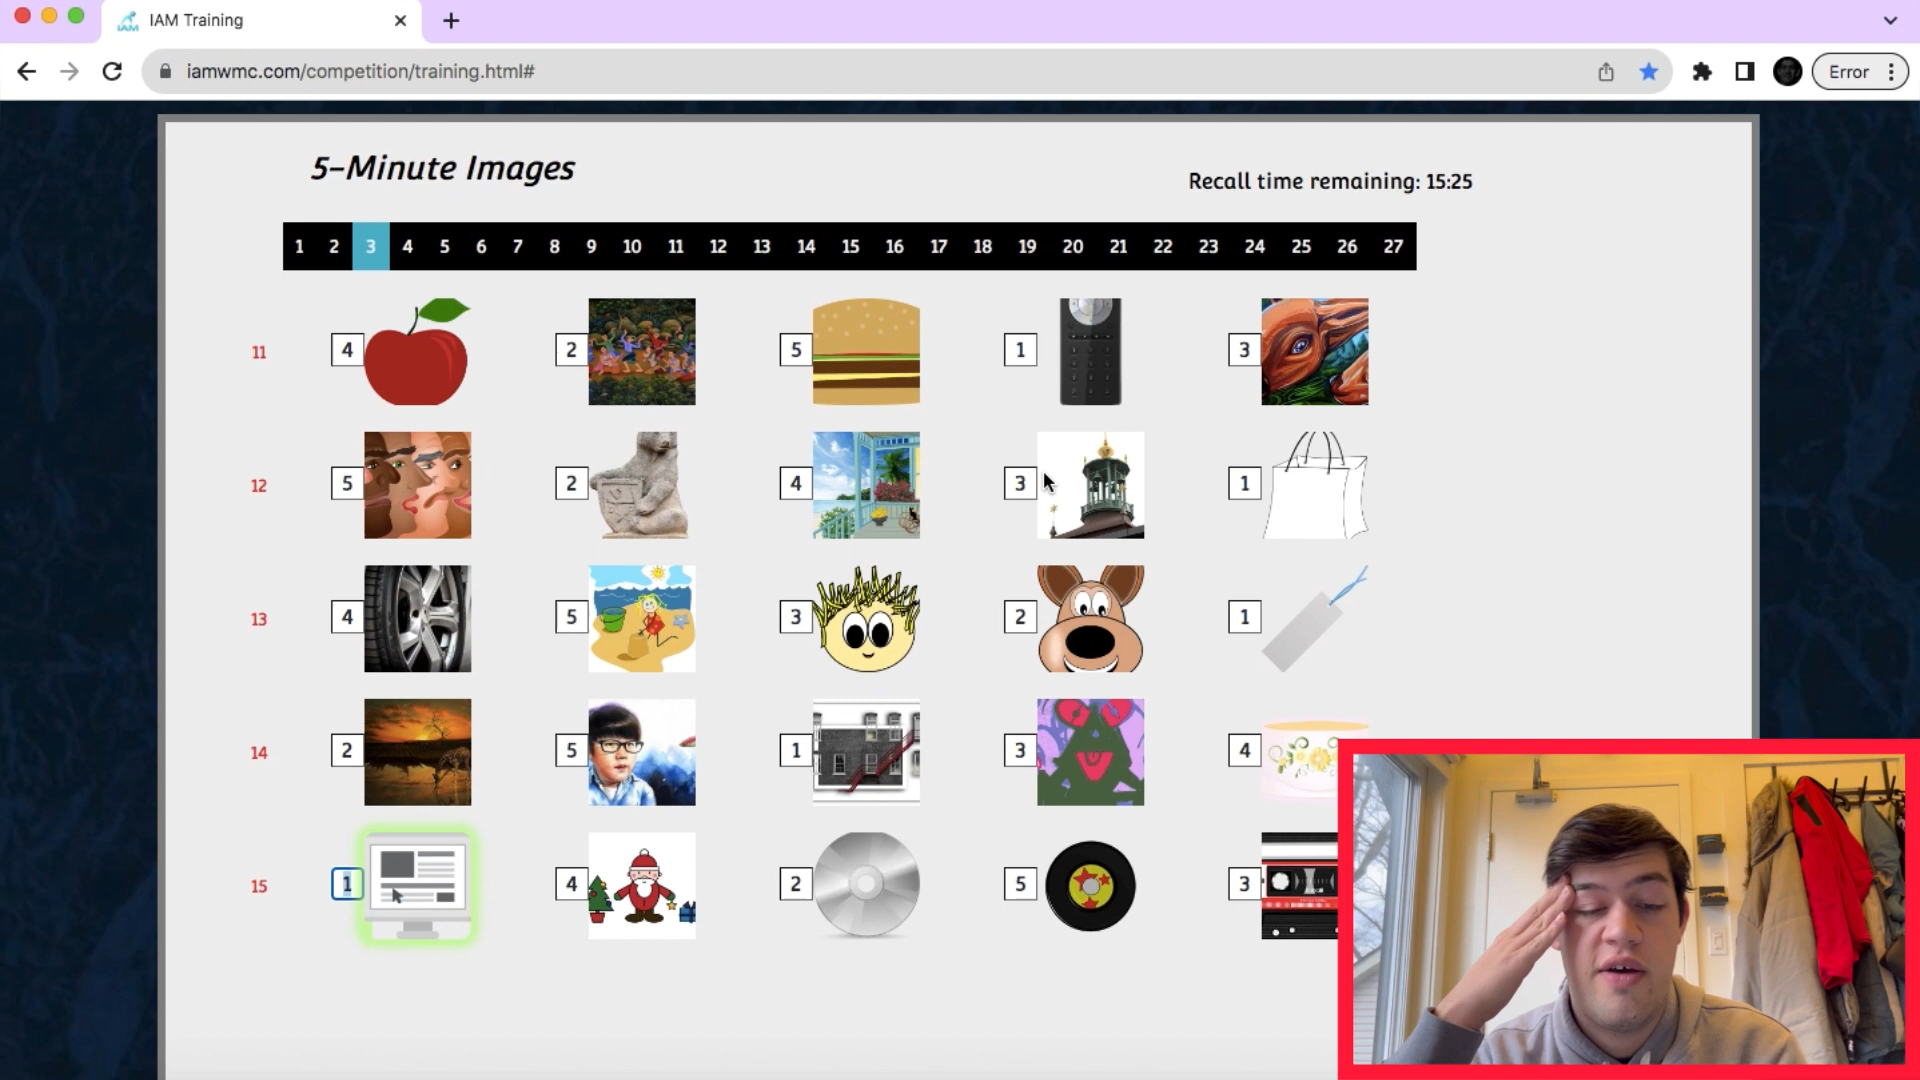 IAM Training
iamwmc.com/competition/training.html#
Error
5-Minute Images
Recall time remaining: 15:25
1 2 3 4 5 6 7 8 9 10 11 12 13 14 15 16 17 18 19 20 21 22 23 24 25 26 27
11 4 2 5 1 3
12 5 2 4 3 1
13 4 5 3 2 1
14 2 5 1 3 4
15 1 4 2 5 3